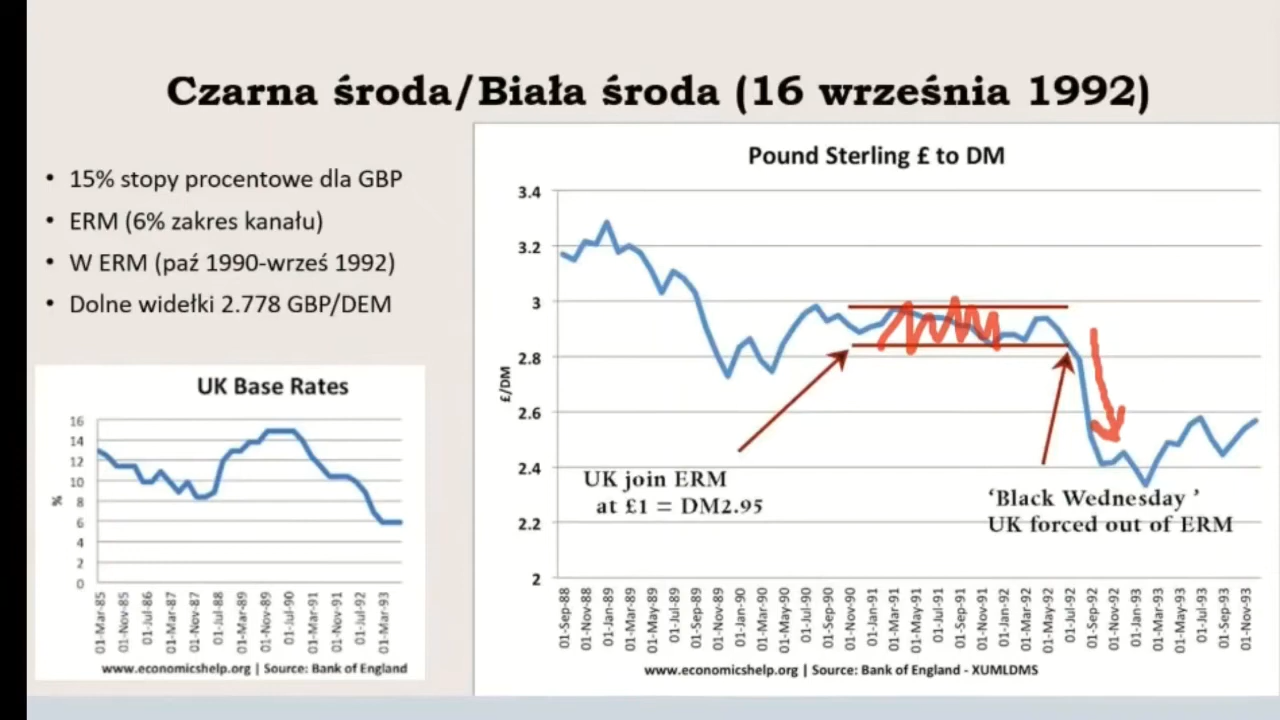 Czarna środa/Biała środa (16 września 1992)
• 15% stopy procentowe dla GBP
• ERM (6% zakres kanału)
• W ERM (paź 1990-wrześ 1992)
• Dolne widełki 2.778 GBP/DEM
UK Base Rates
16
14
12
10
8
6
4
2
0
%
01-Mar-85
01-Nov-85
01-Jul-86
01-Mar-87
01-Nov-87
01-Jul-88
01-Mar-89
01-Nov-89
01-Jul-90
01-Mar-91
01-Nov-91
01-Jul-92
01-Mar-93
www.economicshelp.org | Source: Bank of England
Pound Sterling £ to DM
3.4
3.2
3
2.8
2.6
2.4
2.2
2
£/DM
UK join ERM
at £1 = DM2.95
‘Black Wednesday ’
UK forced out of ERM
01-Sep-88
01-Nov-88
01-Jan-89
01-Mar-89
01-May-89
01-Jul-89
01-Sep-89
01-Nov-89
01-Jan-90
01-Mar-90
01-May-90
01-Jul-90
01-Sep-90
01-Nov-90
01-Jan-91
01-Mar-91
01-May-91
01-Jul-91
01-Sep-91
01-Nov-91
01-Jan-92
01-Mar-92
01-May-92
01-Jul-92
01-Sep-92
01-Nov-92
01-Jan-93
01-Mar-93
01-May-93
01-Jul-93
01-Sep-93
01-Nov-93
www.economicshelp.org | Source: Bank of England - XUMLDMS